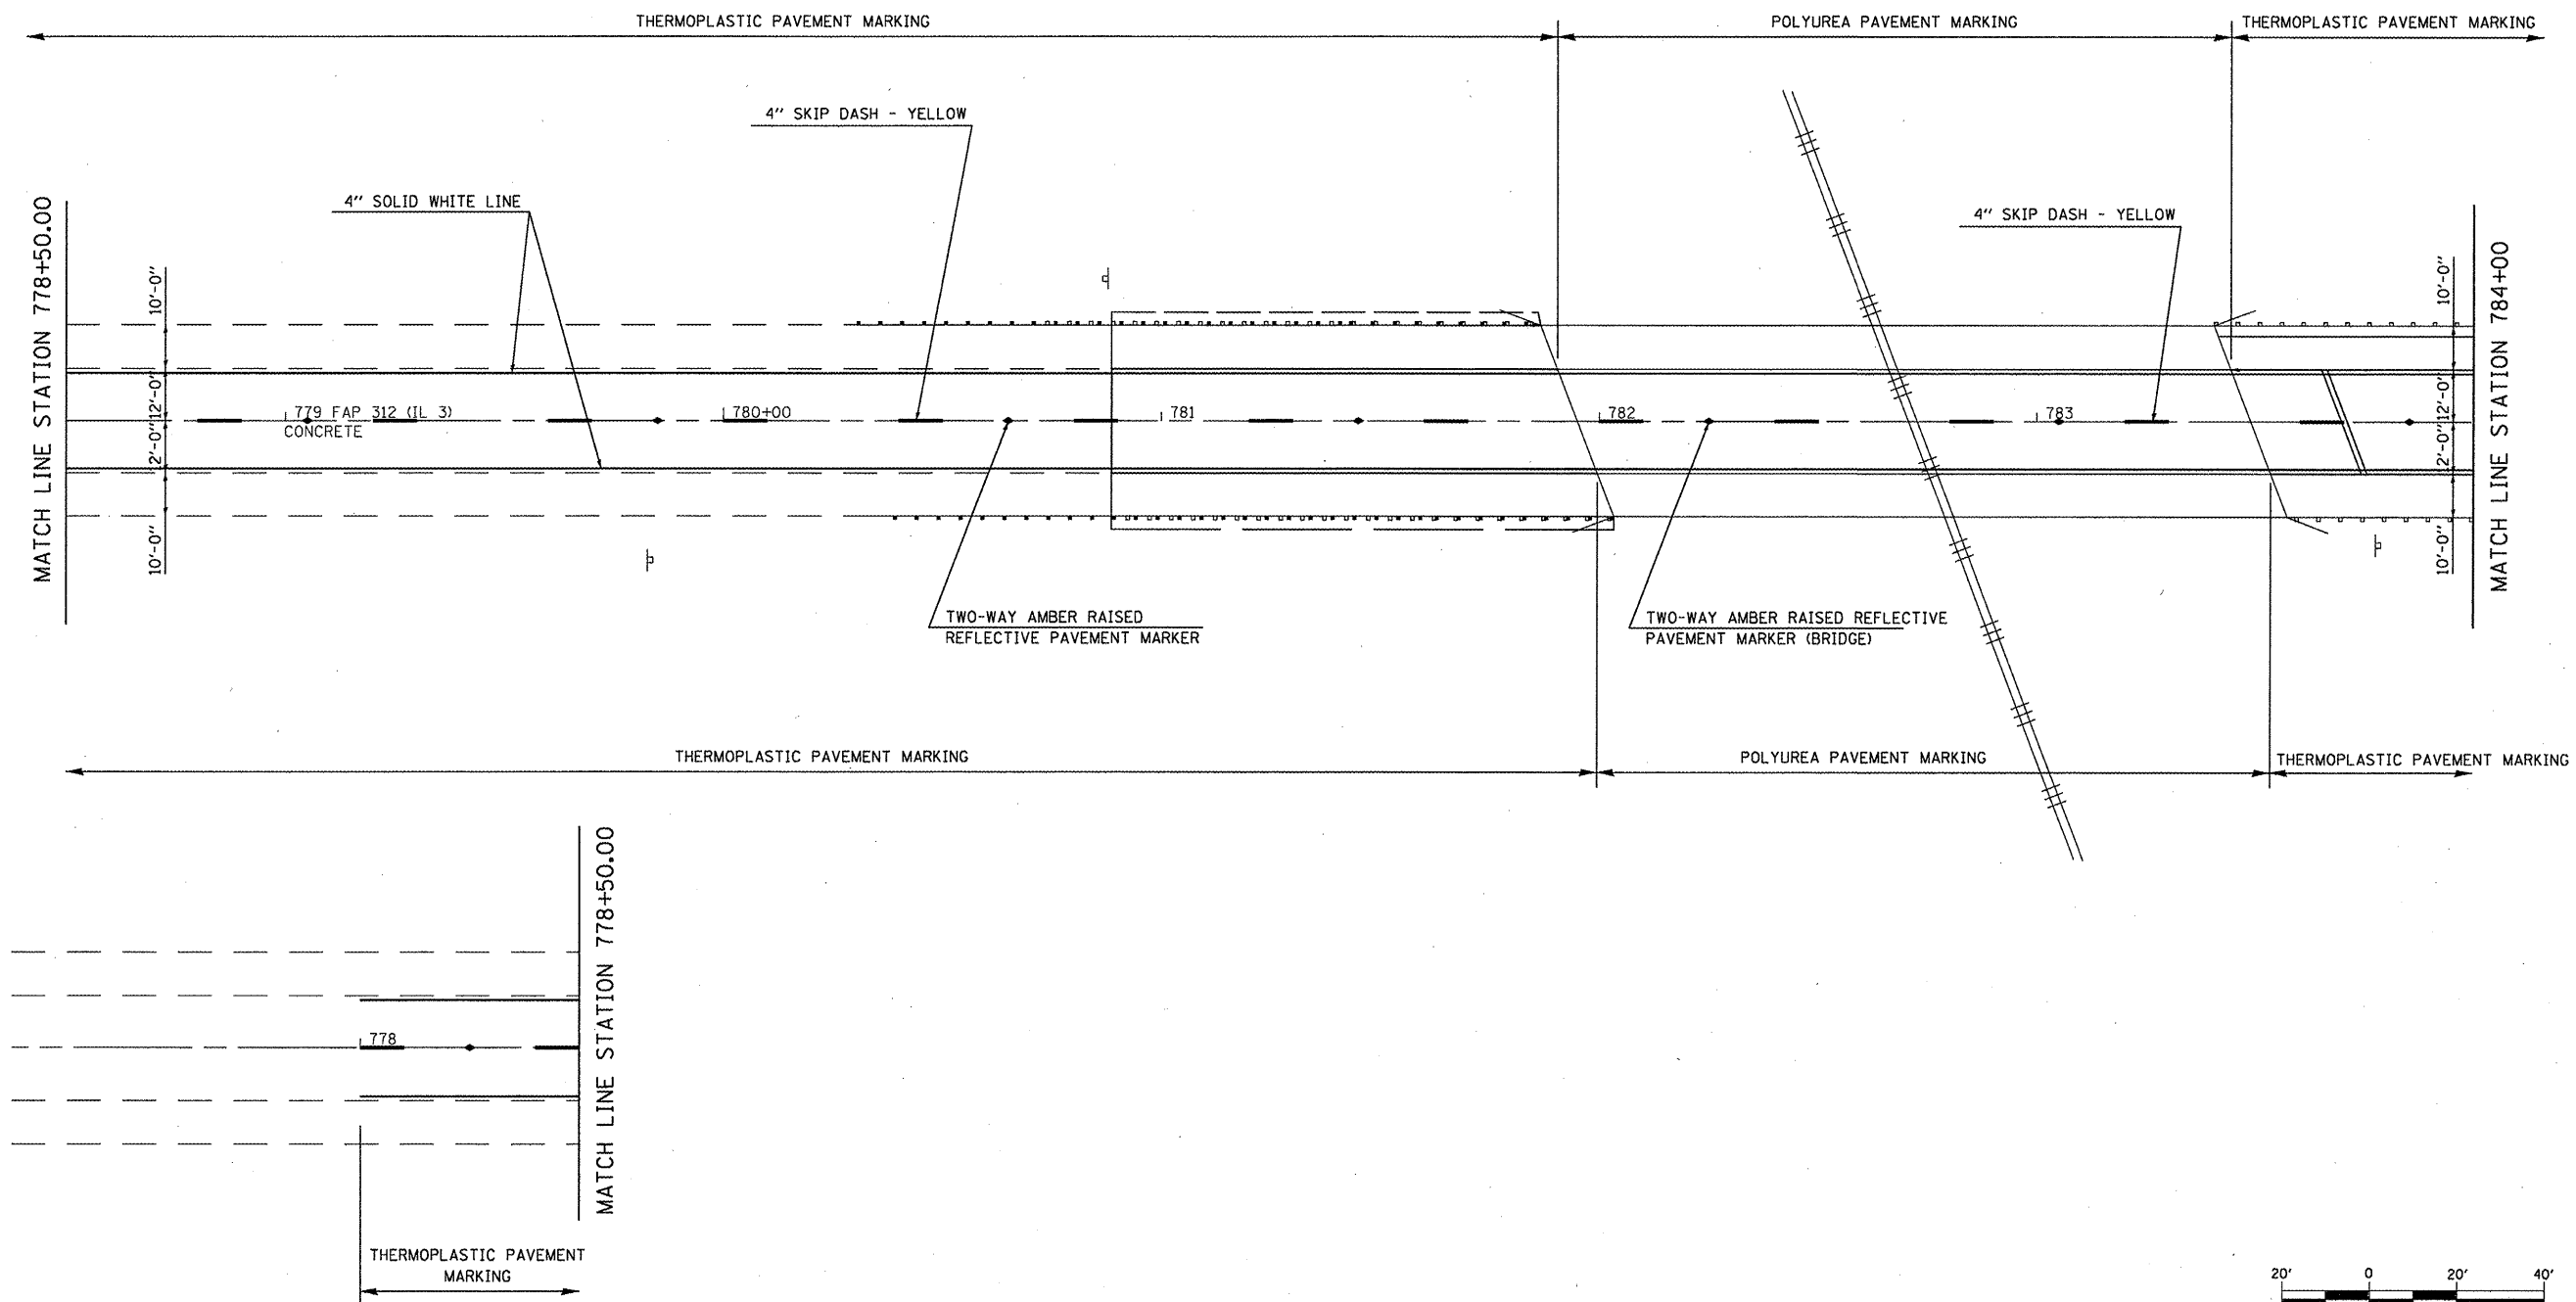 THERMOPLASTIC PAVEMENT MARKING
POLYUREA PAVEMENT MARKING
THERMOPLASTIC PAVEMENT MARKING
4" SKIP DASH - YELLOW
4" SOLID WHITE LINE
4" SKIP DASH - YELLOW
MATCH LINE STATION 778+50.00
10'-0"
12'-0"
12'-0"
10'-0"
779 FAP 312 (IL 3)
CONCRETE
780+00
781
782
783
10'-0"
12'-0"
12'-0"
10'-0"
MATCH LINE STATION 784+00
TWO-WAY AMBER RAISED
REFLECTIVE PAVEMENT MARKER
TWO-WAY AMBER RAISED REFLECTIVE
PAVEMENT MARKER (BRIDGE)
THERMOPLASTIC PAVEMENT MARKING
POLYUREA PAVEMENT MARKING
THERMOPLASTIC PAVEMENT MARKING
778
MATCH LINE STATION 778+50.00
THERMOPLASTIC PAVEMENT
MARKING
20' 0 20' 40'